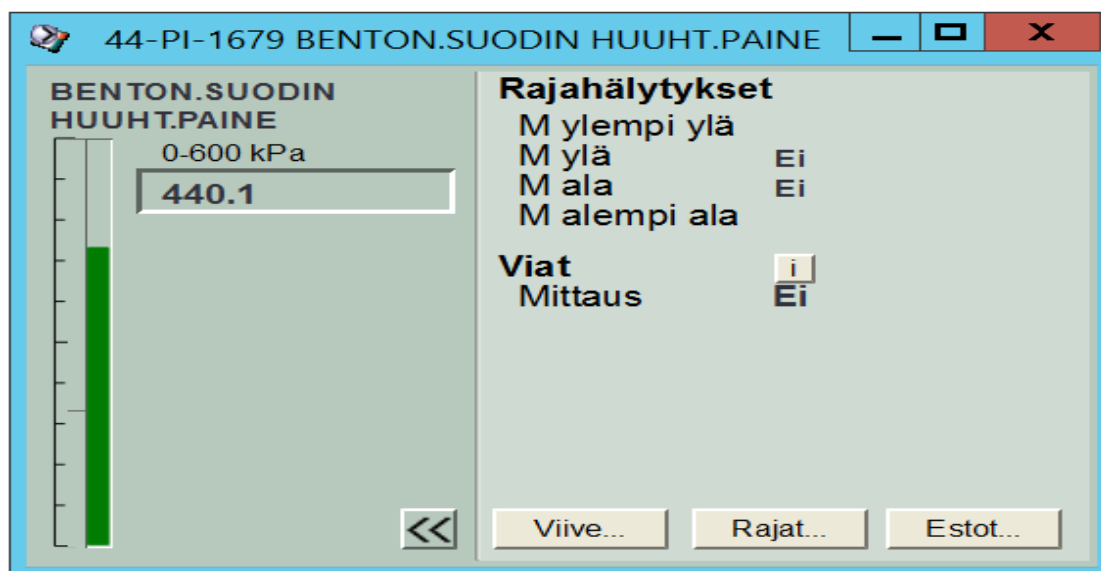 44-PI-1679 BENTON.SUODIN HUUHT.PAINE
BENTON.SUODIN
HUUHT.PAINE
0-600 kPa
440.1
<<
Rajahälytykset
M ylempi ylä
M ylä Ei
M ala Ei
M alempi ala
Viat i
Mittaus Ei
Viive... Rajat... Estot...